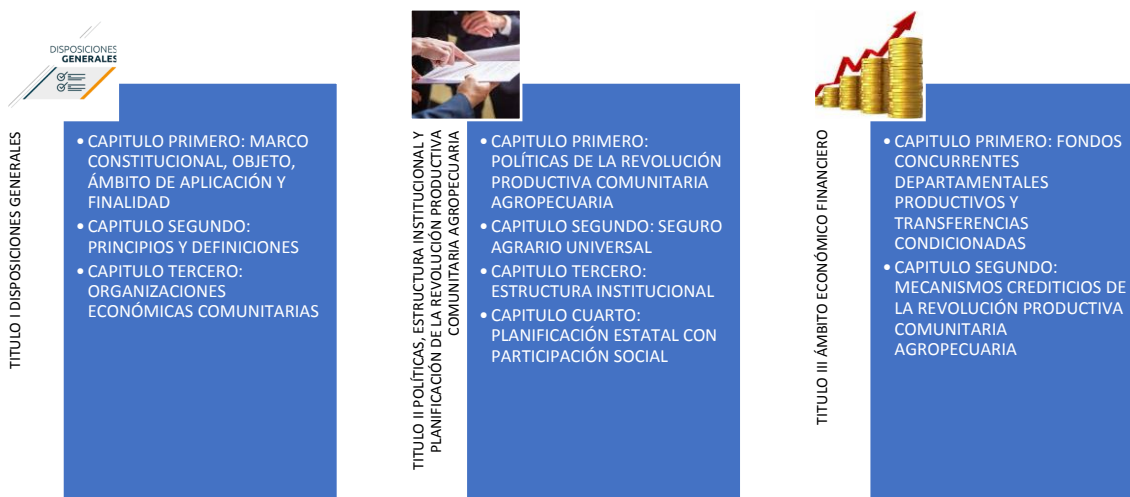 DISPOSICIONES
GENERALES
TITULO I DISPOSICIONES GENERALES
• CAPITULO PRIMERO: MARCO
CONSTITUCIONAL, OBJETO,
ÁMBITO DE APLICACIÓN Y
FINALIDAD
• CAPITULO SEGUNDO:
PRINCIPIOS Y DEFINICIONES
• CAPITULO TERCERO:
ORGANIZACIONES
ECONÓMICAS COMUNITARIAS
TITULO II POLÍTICAS, ESTRUCTURA INSTITUCIONAL Y
PLANIFICACIÓN DE LA REVOLUCIÓN PRODUCTIVA
COMUNITARIA AGROPECUARIA
• CAPITULO PRIMERO:
POLÍTICAS DE LA REVOLUCIÓN
PRODUCTIVA COMUNITARIA
AGROPECUARIA
• CAPITULO SEGUNDO: SEGURO
AGRARIO UNIVERSAL
• CAPITULO TERCERO:
ESTRUCTURA INSTITUCIONAL
• CAPITULO CUARTO:
PLANIFICACIÓN ESTATAL CON
PARTICIPACIÓN SOCIAL
TITULO III ÁMBITO ECONÓMICO FINANCIERO
• CAPITULO PRIMERO: FONDOS
CONCURRENTES
DEPARTAMENTALES
PRODUCTIVOS Y
TRANSFERENCIAS
CONDICIONADAS
• CAPITULO SEGUNDO:
MECANISMOS CREDITICIOS DE
LA REVOLUCIÓN PRODUCTIVA
COMUNITARIA
AGROPECUARIA